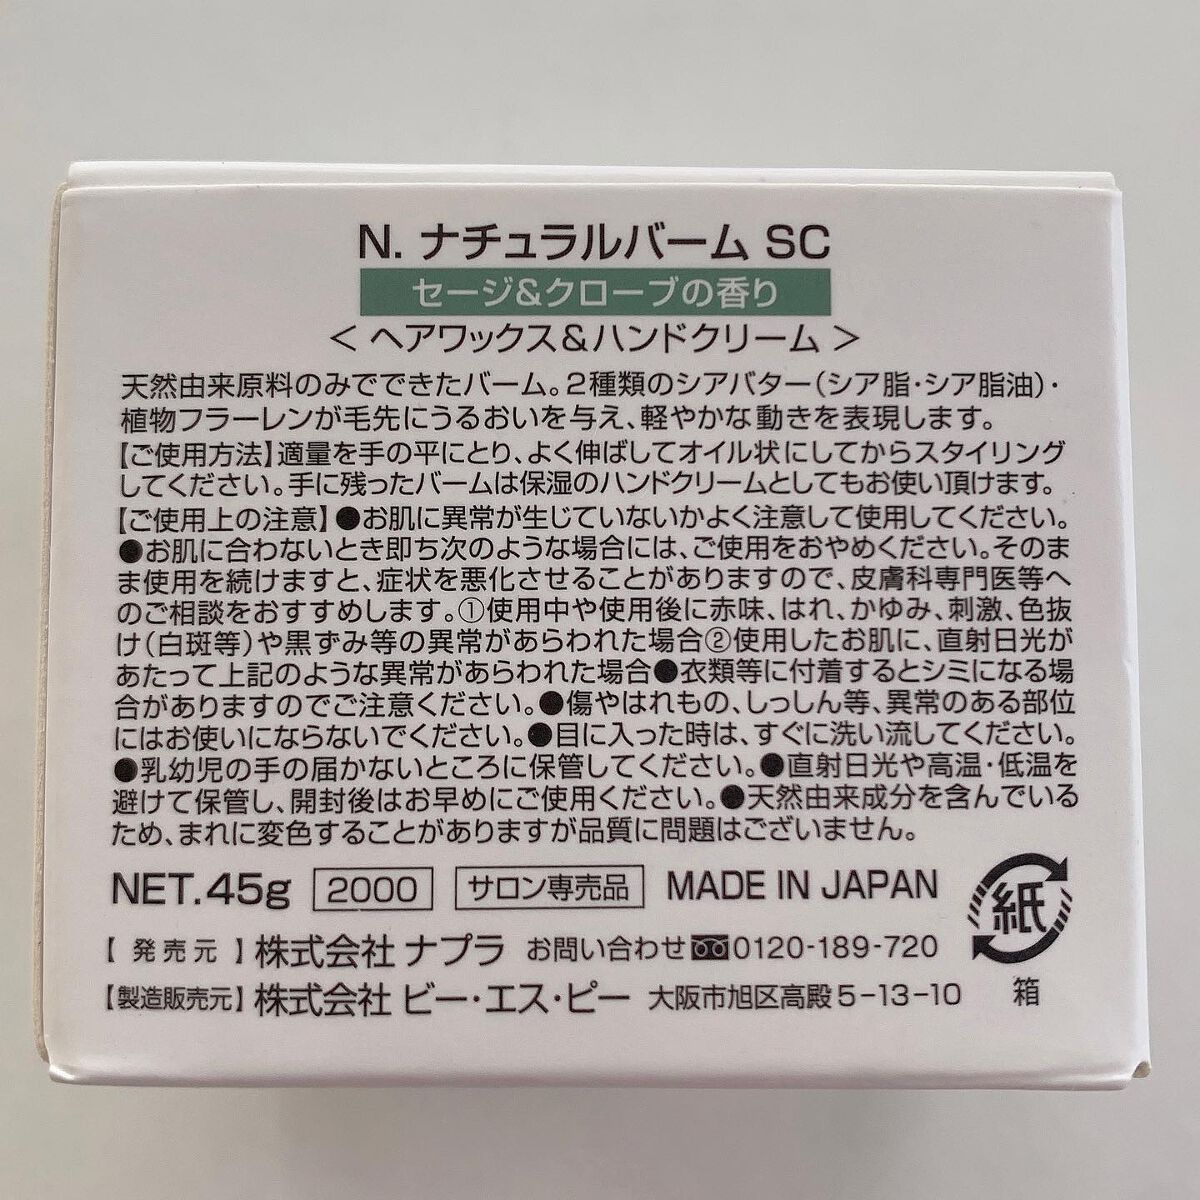 N. ナチュラルバーム SC
セージ&クローブの香り
< ヘアワックス&ハンドクリーム >
天然由来原料のみでできたバーム。2種類のシアバター(シア脂・シア脂油)・
植物フラーレンが毛先にうるおいを与え、軽やかな動きを表現します。
【ご使用方法】適量を手の平にとり、よく伸ばしてオイル状にしてからスタイリング
してください。手に残ったバームは保湿のハンドクリームとしてもお使い頂けます。
【ご使用上の注意】●お肌に異常が生じていないかよく注意して使用してください。
●お肌に合わないとき即ち次のような場合には、ご使用をおやめください。そのま
ま使用を続けますと、症状を悪化させることがありますので、皮膚科専門医等へ
のご相談をおすすめします。①使用中や使用後に赤味、はれ、かゆみ、刺激、色抜
け(白斑等)や黒ずみ等の異常があらわれた場合②使用したお肌に、直射日光が
あたって上記のような異常があらわれた場合●衣類等に付着するとシミになる場
合がありますのでご注意ください。●傷やはれもの、しっしん等、異常のある部位
にはお使いにならないでください。●目に入った時は、すぐに洗い流してください。
●乳幼児の手の届かないところに保管してください。●直射日光や高温・低温を
避けて保管し、開封後はお早めにご使用ください。●天然由来成分を含んでいる
ため、まれに変色することがありますが品質に問題はございません。
NET.45g 2000 サロン専売品 MADE IN JAPAN
紙
【 発売元 】株式会社 ナプラ お問い合わせ 0120-189-720
【製造販売元】株式会社 ビー・エス・ピー 大阪市旭区高殿5-13-10
箱